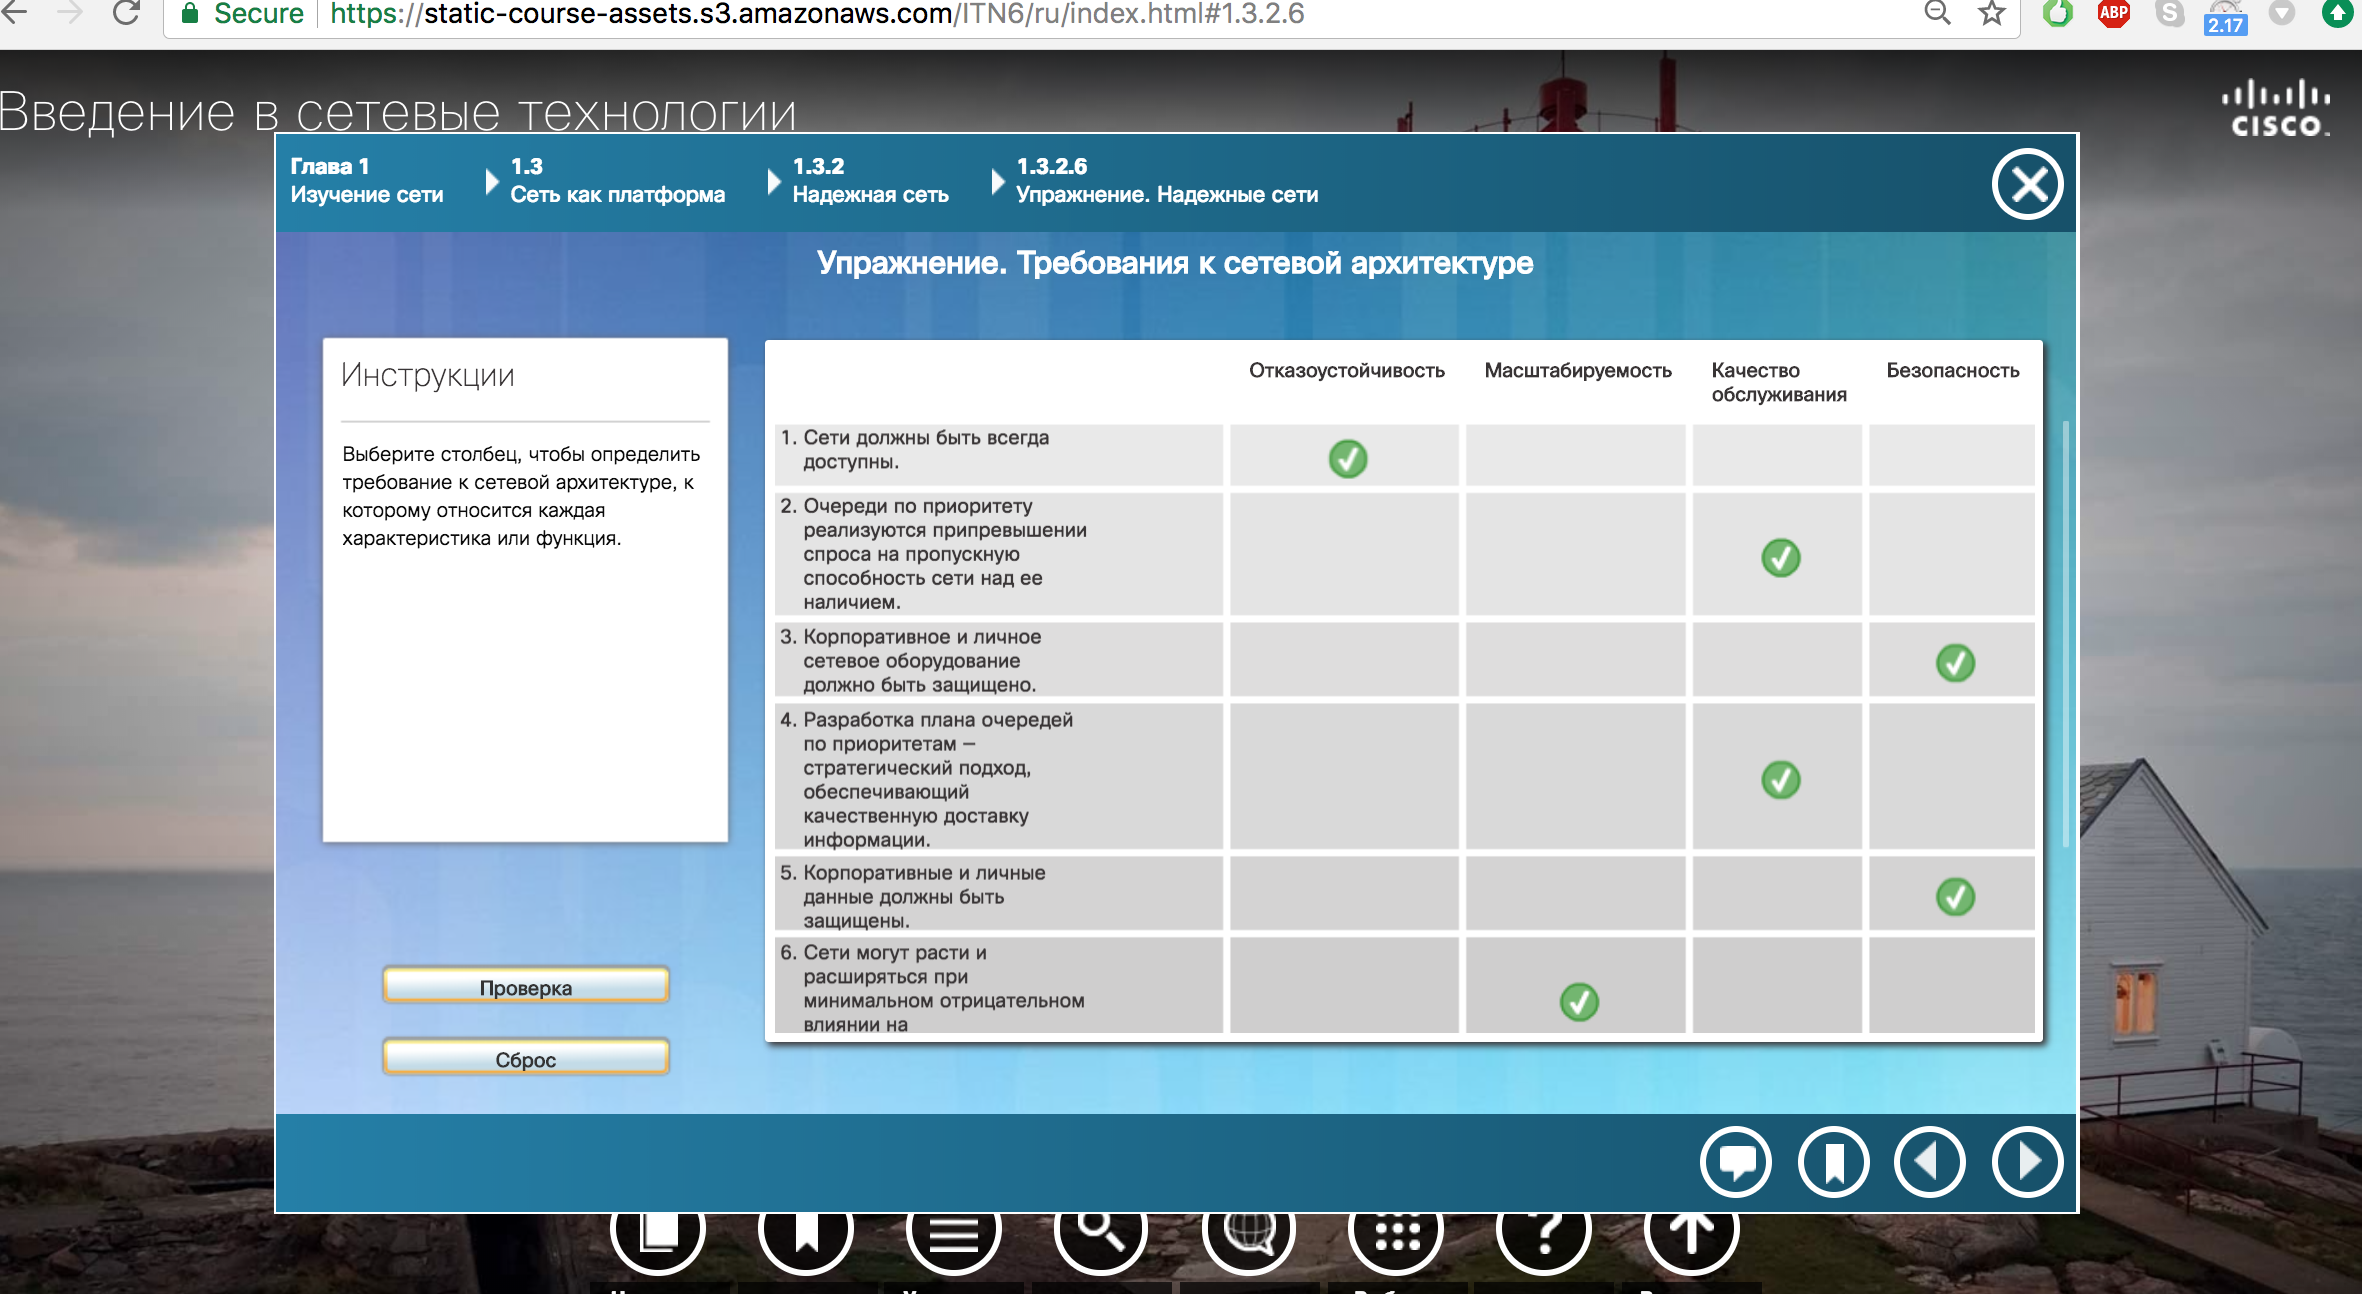 Secure
https://static-course-assets.s3.amazonaws.com/ITN6/ru/index.html#1.3.2.6
ABP
S
2.17
Введение в сетевые технологии
CISCO
Глава 1
Изучение сети
1.3
Сеть как платформа
1.3.2
Надежная сеть
1.3.2.6
Упражнение. Надежные сети
Упражнение. Требования к сетевой архитектуре
Инструкции
Выберите столбец, чтобы определить
требование к сетевой архитектуре, к
которому относится каждая
характеристика или функция.
Проверка
Сброс
Отказоустойчивость
Масштабируемость
Качество
обслуживания
Безопасность
1. Сети должны быть всегда
доступны.
2. Очереди по приоритету
реализуются припревышении
спроса на пропускную
способность сети над ее
наличием.
3. Корпоративное и личное
сетевое оборудование
должно быть защищено.
4. Разработка плана очередей
по приоритетам —
стратегический подход,
обеспечивающий
качественную доставку
информации.
5. Корпоративные и личные
данные должны быть
защищены.
6. Сети могут расти и
расширяться при
минимальном отрицательном
влиянии на